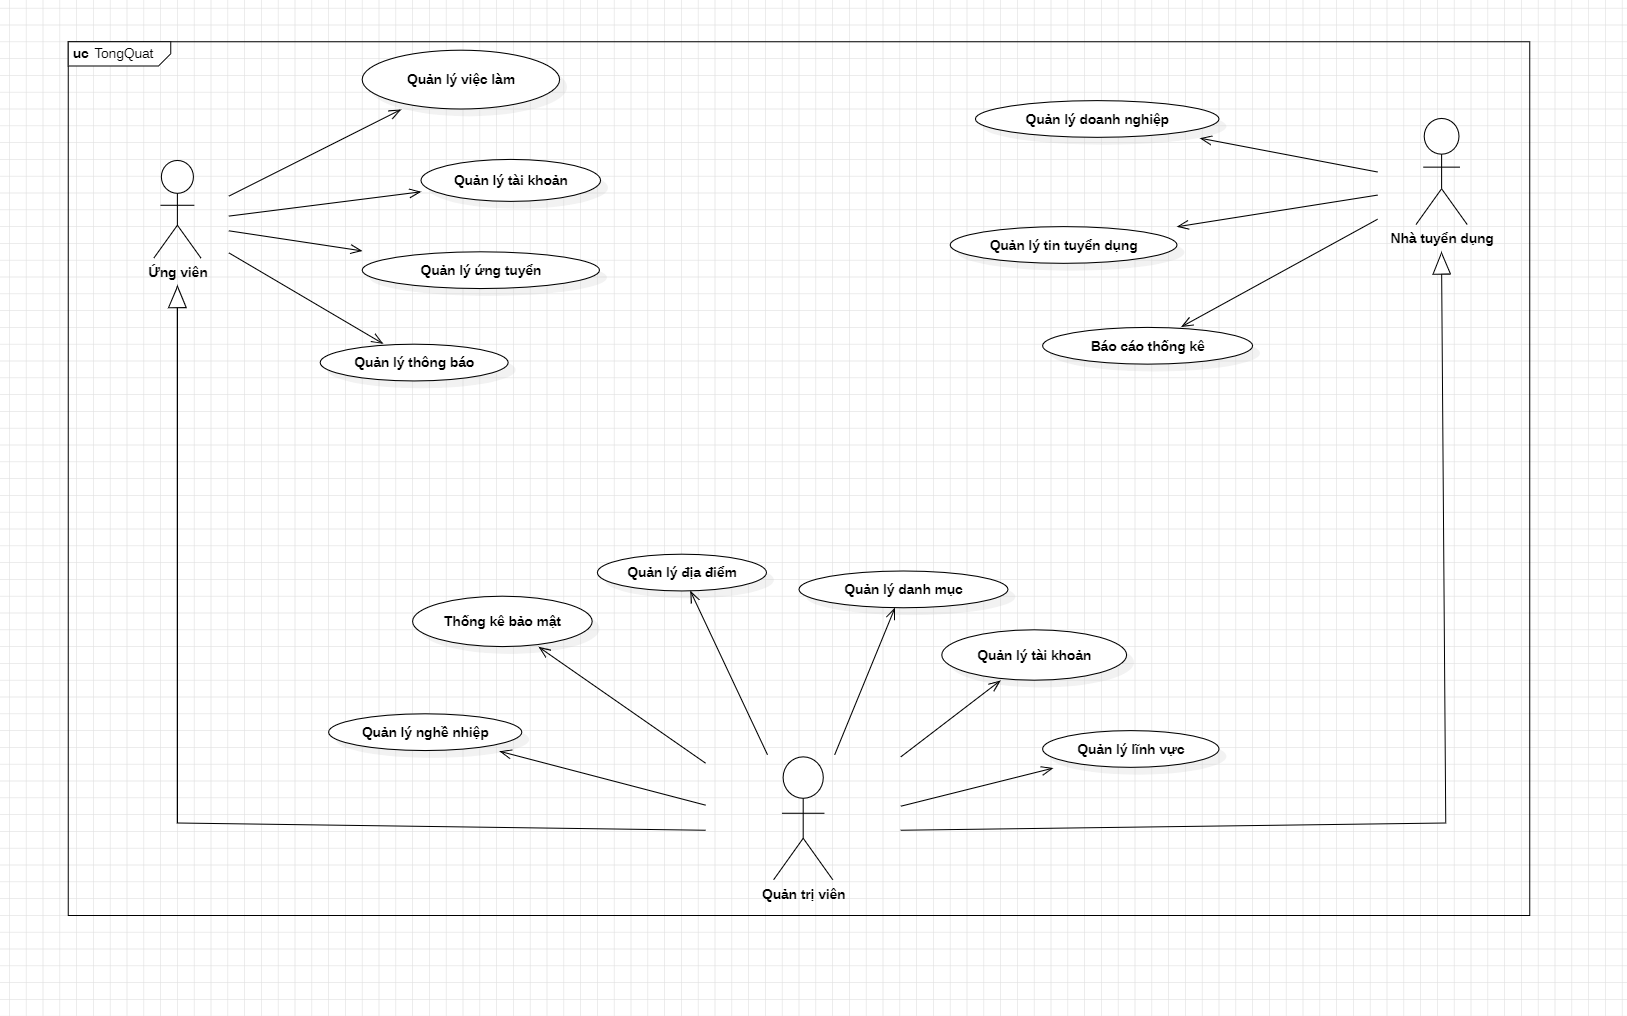 uc TongQuat
Quản lý việc làm
Quản lý doanh nghiệp
Quản lý tài khoản
Quản lý tin tuyển dụng
Nhà tuyển dụng
Quản lý ứng tuyển
Ứng viên
Báo cáo thống kê
Quản lý thông báo
Quản lý địa điểm
Quản lý danh mục
Thống kê bảo mật
Quản lý tài khoản
Quản lý nghề nhiệp
Quản lý lĩnh vực
Quản trị viên